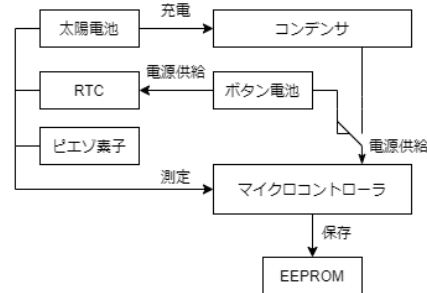 充電
太陽電池
コンデンサ
電源供給
RTC
ボタン電池
ピエゾ素子
電源供給
測定
マイクロコントローラ
保存
EEPROM